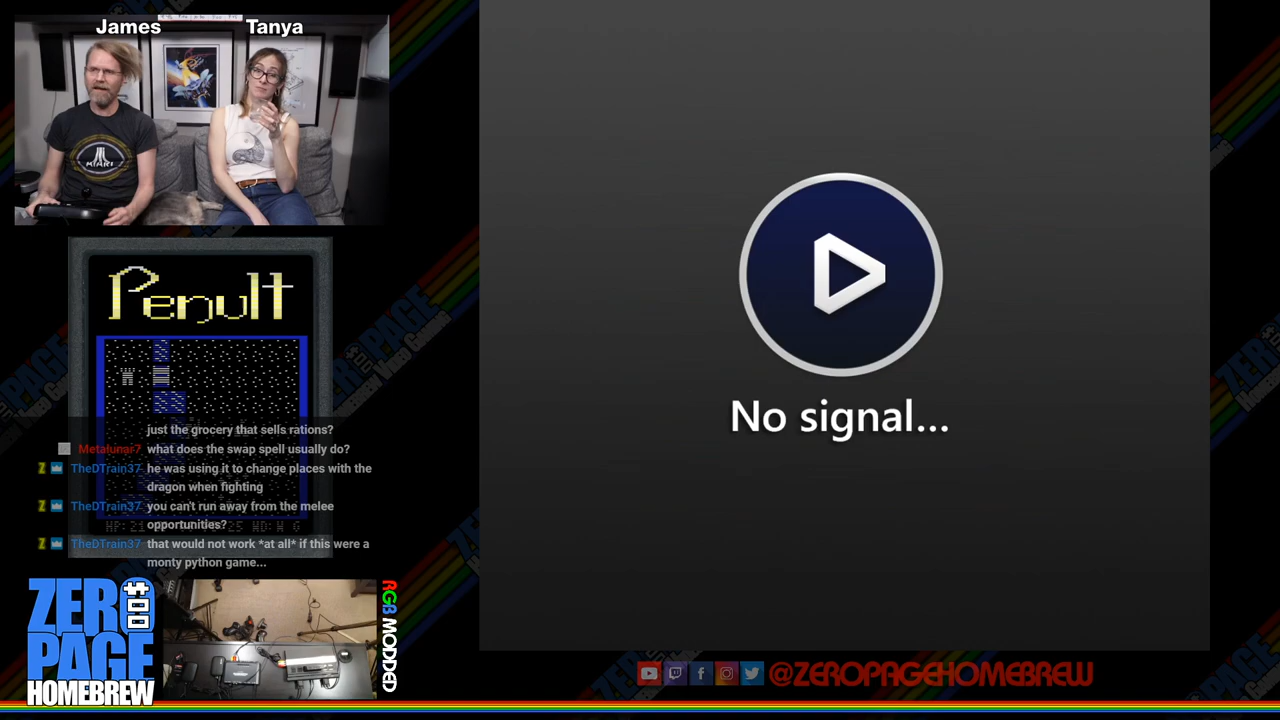 James
Tanya
Penult
just the grocery that sells rations?
Metalunar7 what does the swap spell usually do?
TheDTrain37 he was using it to change places with the
dragon when fighting
TheDTrain37 you can't run away from the melee
opportunities?
TheDTrain37 that would not work *at all* if this were a
monty python game...
No signal...
ZERO
$00
PAGE
HOMEBREW
RGB MODDED
@ZEROPAGEHOMEBREW